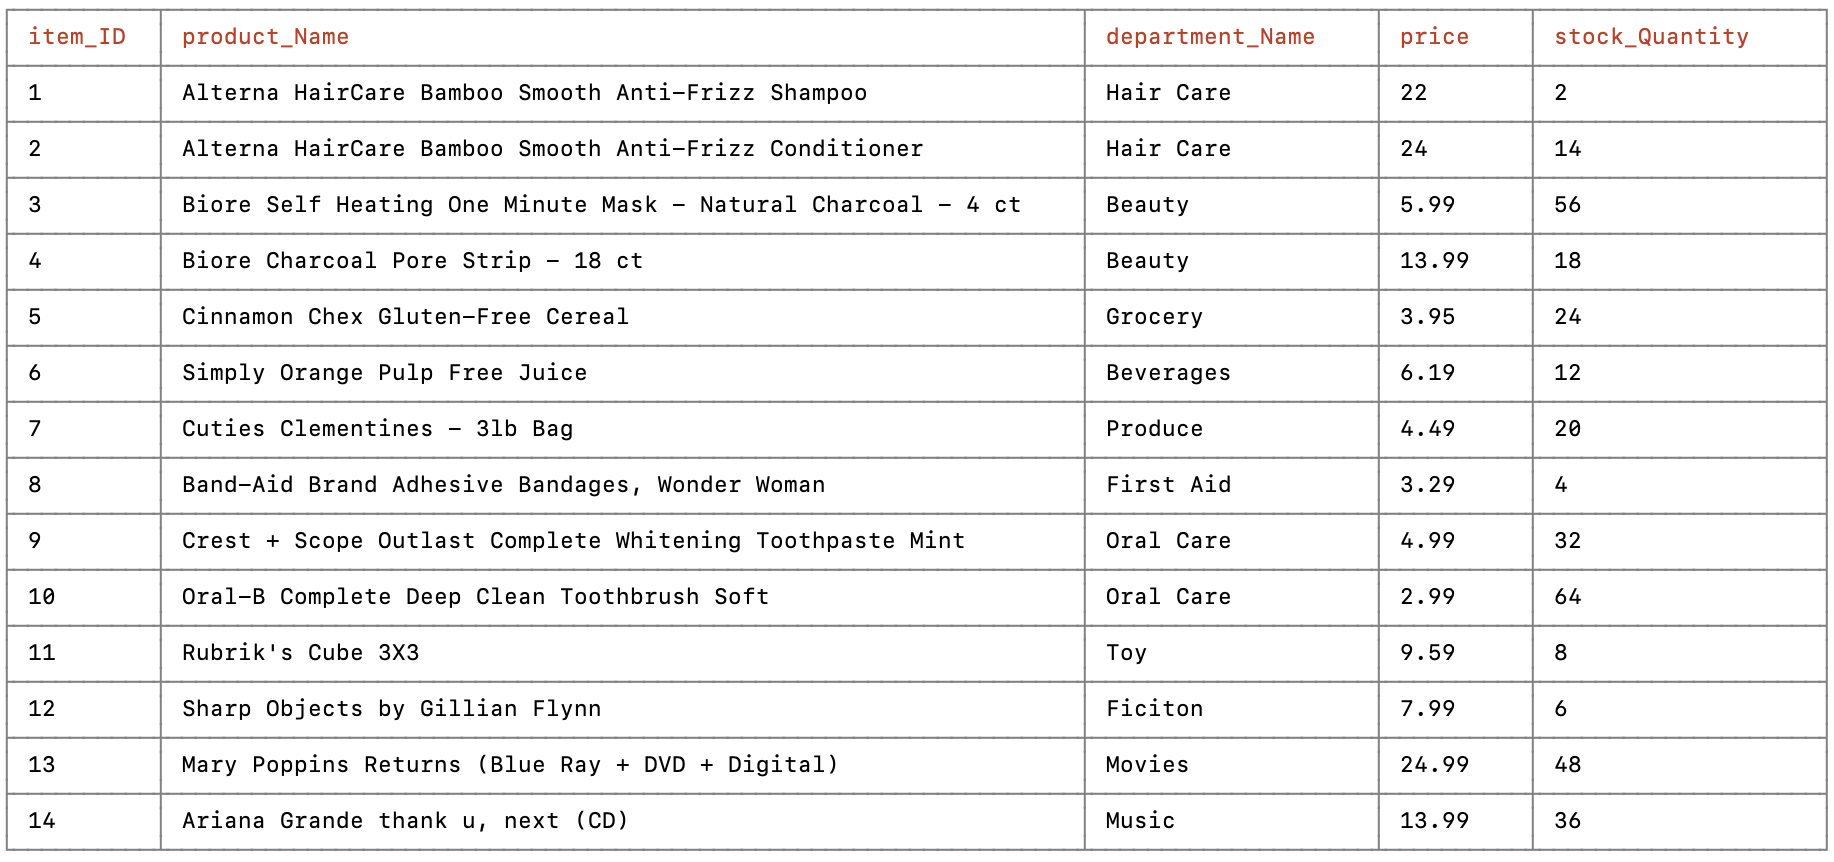 item_ID product_Name department_Name price stock_Quantity
1 Alterna HairCare Bamboo Smooth Anti-Frizz Shampoo Hair Care 22 2
2 Alterna HairCare Bamboo Smooth Anti-Frizz Conditioner Hair Care 24 14
3 Biore Self Heating One Minute Mask - Natural Charcoal - 4 ct Beauty 5.99 56
4 Biore Charcoal Pore Strip - 18 ct Beauty 13.99 18
5 Cinnamon Chex Gluten-Free Cereal Grocery 3.95 24
6 Simply Orange Pulp Free Juice Beverages 6.19 12
7 Cuties Clementines - 3lb Bag Produce 4.49 20
8 Band-Aid Brand Adhesive Bandages, Wonder Woman First Aid 3.29 4
9 Crest + Scope Outlast Complete Whitening Toothpaste Mint Oral Care 4.99 32
10 Oral-B Complete Deep Clean Toothbrush Soft Oral Care 2.99 64
11 Rubrik's Cube 3X3 Toy 9.59 8
12 Sharp Objects by Gillian Flynn Ficiton 7.99 6
13 Mary Poppins Returns (Blue Ray + DVD + Digital) Movies 24.99 48
14 Ariana Grande thank u, next (CD) Music 13.99 36